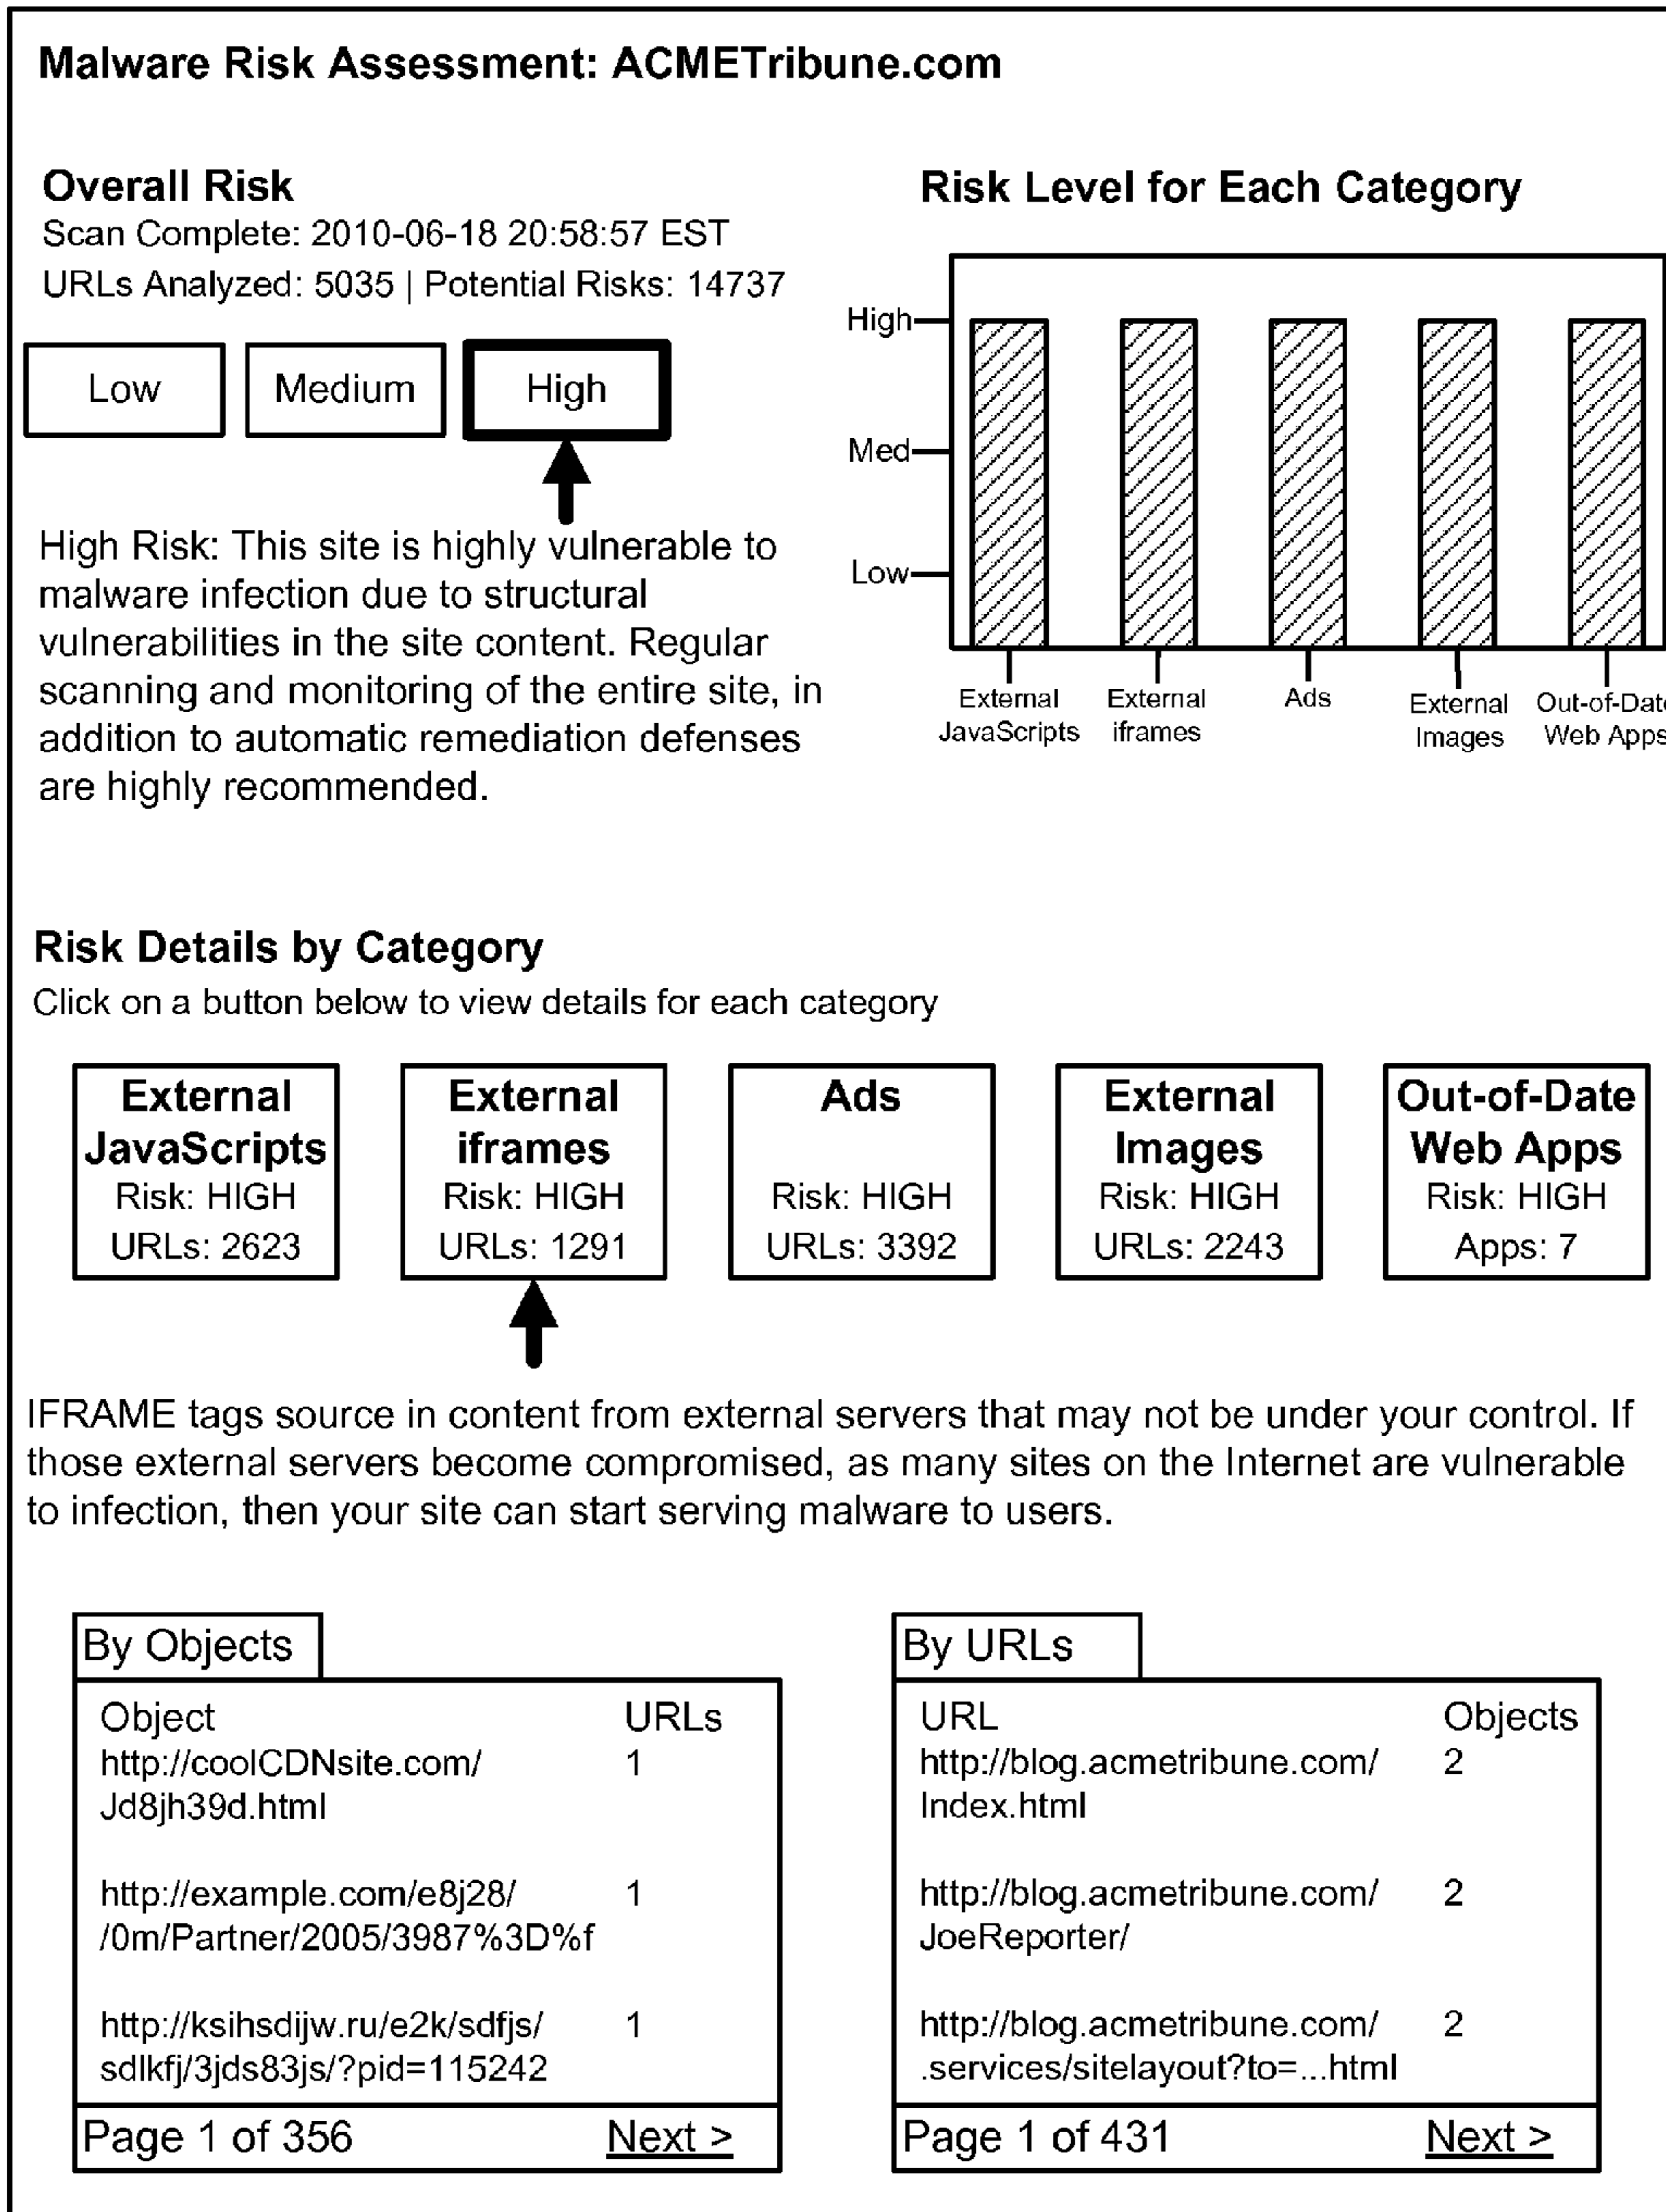 Malware Risk Assessment: ACMETribune.com
Overall Risk
Scan Complete: 2010-06-18 20:58:57 EST
URLs Analyzed: 5035 | Potential Risks: 14737
Low
Medium
High
High Risk: This site is highly vulnerable to
malware infection due to structural
vulnerabilities in the site content. Regular
scanning and monitoring of the entire site, in
addition to automatic remediation defenses
are highly recommended.
Risk Level for Each Category
High
Med
Low
External
JavaScripts
External
iframes
Ads
External
Images
Out-of-Date
Web Apps
Risk Details by Category
Click on a button below to view details for each category
External
JavaScripts
Risk: HIGH
URLs: 2623
External
iframes
Risk: HIGH
URLs: 1291
Ads
Risk: HIGH
URLs: 3392
External
Images
Risk: HIGH
URLs: 2243
Out-of-Date
Web Apps
Risk: HIGH
Apps: 7
IFRAME tags source in content from external servers that may not be under your control. If
those external servers become compromised, as many sites on the Internet are vulnerable
to infection, then your site can start serving malware to users.
By Objects
Object URLs
http://coolCDNsite.com/ 1
Jd8jh39d.html
http://example.com/e8j28/ 1
/0m/Partner/2005/3987%3D%f
http://ksihsdijw.ru/e2k/sdfjs/ 1
sdlkfj/3jds83js/?pid=115242
Page 1 of 356 Next >
By URLs
URL Objects
http://blog.acmetribune.com/ 2
Index.html
http://blog.acmetribune.com/ 2
JoeReporter/
http://blog.acmetribune.com/ 2
.services/sitelayout?to=...html
Page 1 of 431 Next >